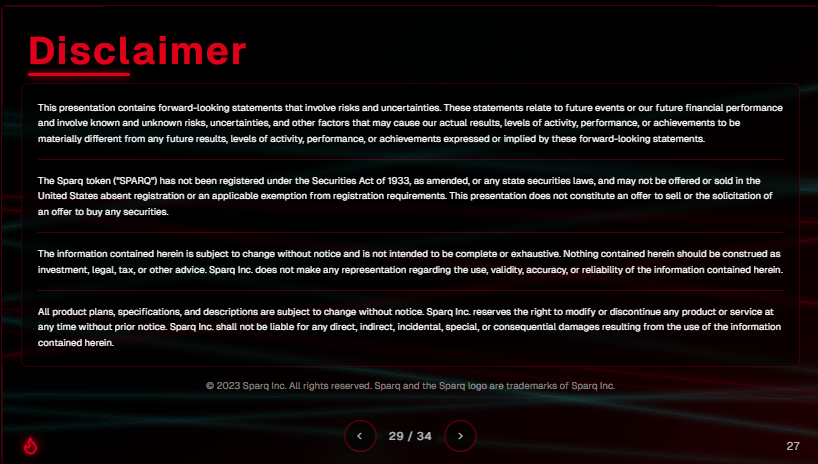 Disclaimer
This presentation contains forward-looking statements that involve risks and uncertainties. These statements relate to future events or our future financial performance
and involve known and unknown risks, uncertainties, and other factors that may cause our actual results, levels of activity, performance, or achievements to be
materially different from any future results, levels of activity, performance, or achievements expressed or implied by these forward-looking statements.
The Sparq token ("SPARQ") has not been registered under the Securities Act of 1933, as amended, or any state securities laws, and may not be offered or sold in the
United States absent registration or an applicable exemption from registration requirements. This presentation does not constitute an offer to sell or the solicitation of
an offer to buy any securities.
The information contained herein is subject to change without notice and is not intended to be complete or exhaustive. Nothing contained herein should be construed as
investment, legal, tax, or other advice. Sparq Inc. does not make any representation regarding the use, validity, accuracy, or reliability of the information contained herein.
All product plans, specifications, and descriptions are subject to change without notice. Sparq Inc. reserves the right to modify or discontinue any product or service at
any time without prior notice. Sparq Inc. shall not be liable for any direct, indirect, incidental, special, or consequential damages resulting from the use of the information
contained herein.
© 2023 Sparq Inc. All rights reserved. Sparq and the Sparq logo are trademarks of Sparq Inc.
29 / 34
27